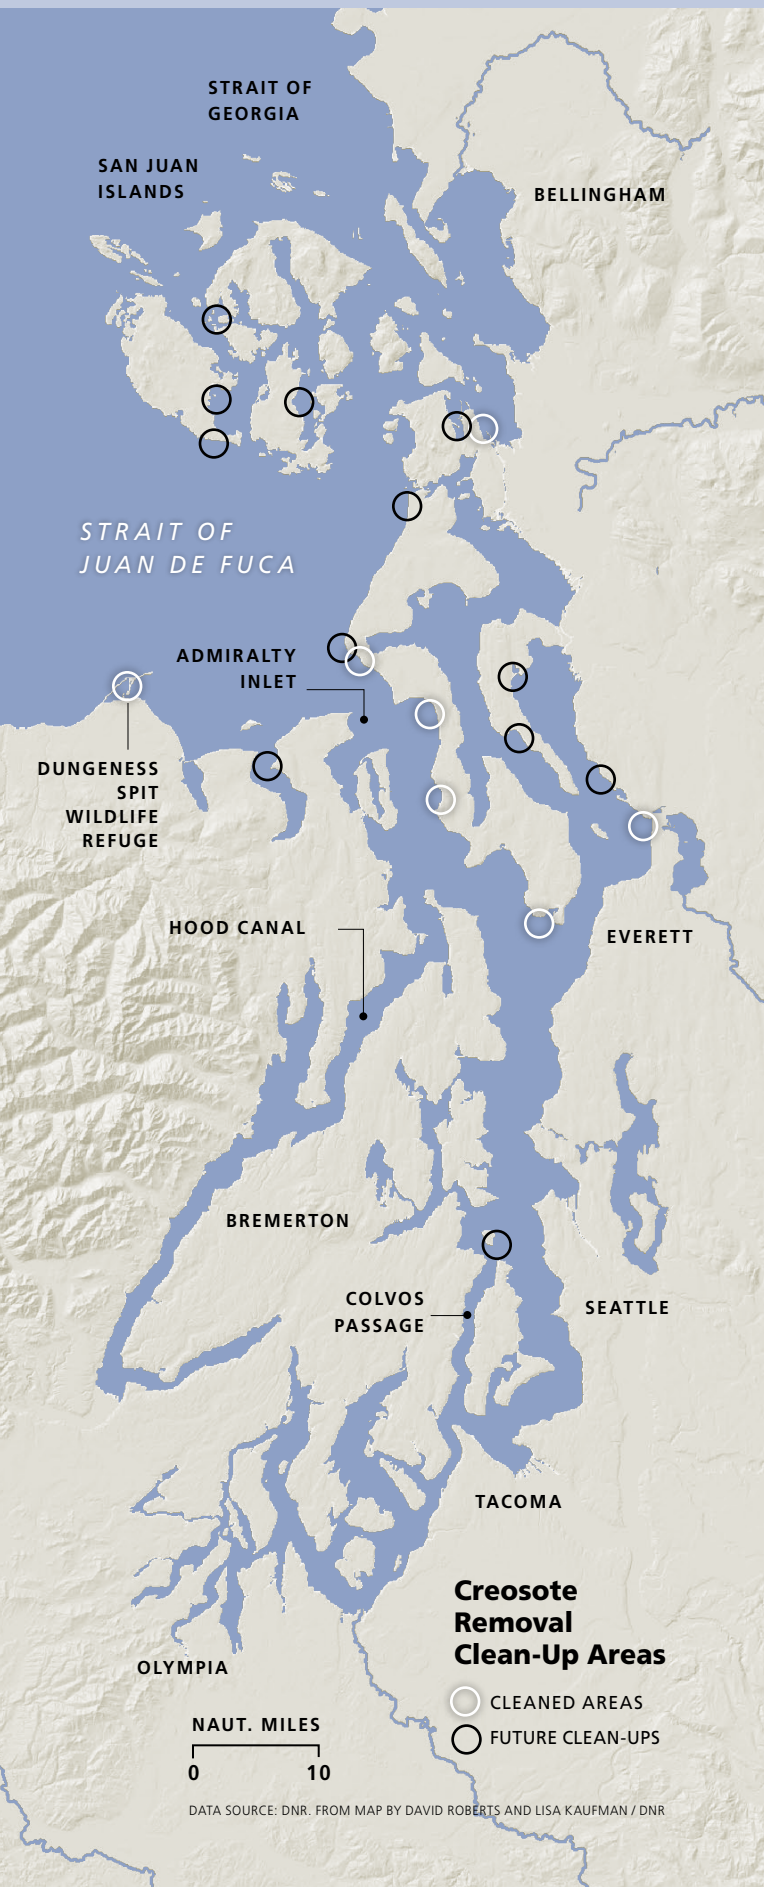 STRAIT OF
GEORGIA
SAN JUAN
ISLANDS
BELLINGHAM
STRAIT OF
JUAN DE FUCA
ADMIRALTY
INLET
DUNGENESS
SPIT
WILDLIFE
REFUGE
HOOD CANAL
EVERETT
BREMERTON
COLVOS
PASSAGE
SEATTLE
TACOMA
Creosote
Removal
Clean-Up Areas
OLYMPIA
CLEANED AREAS
FUTURE CLEAN-UPS
NAUT. MILES
0 10
DATA SOURCE: DNR. FROM MAP BY DAVID ROBERTS AND LISA KAUFMAN / DNR